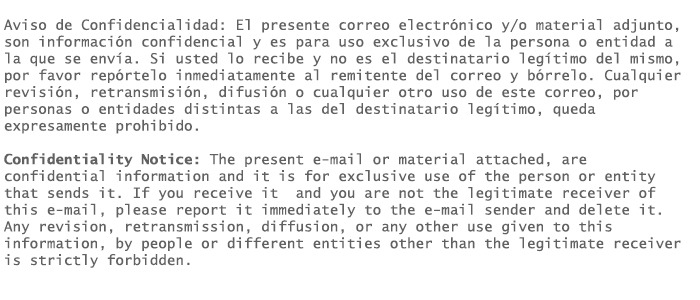 Aviso de Confidencialidad: El presente correo electrónico y/o material adjunto,
son información confidencial y es para uso exclusivo de la persona o entidad a
la que se envía. Si usted lo recibe y no es el destinatario legítimo del mismo,
por favor repórtelo inmediatamente al remitente del correo y bórrelo. Cualquier
revisión, retransmisión, difusión o cualquier otro uso de este correo, por
personas o entidades distintas a las del destinatario legítimo, queda
expresamente prohibido.
Confidentiality Notice: The present e-mail or material attached, are
confidential information and it is for exclusive use of the person or entity
that sends it. If you receive it  and you are not the legitimate receiver of
this e-mail, please report it immediately to the e-mail sender and delete it.
Any revision, retransmission, diffusion, or any other use given to this
information, by people or different entities other than the legitimate receiver
is strictly forbidden.